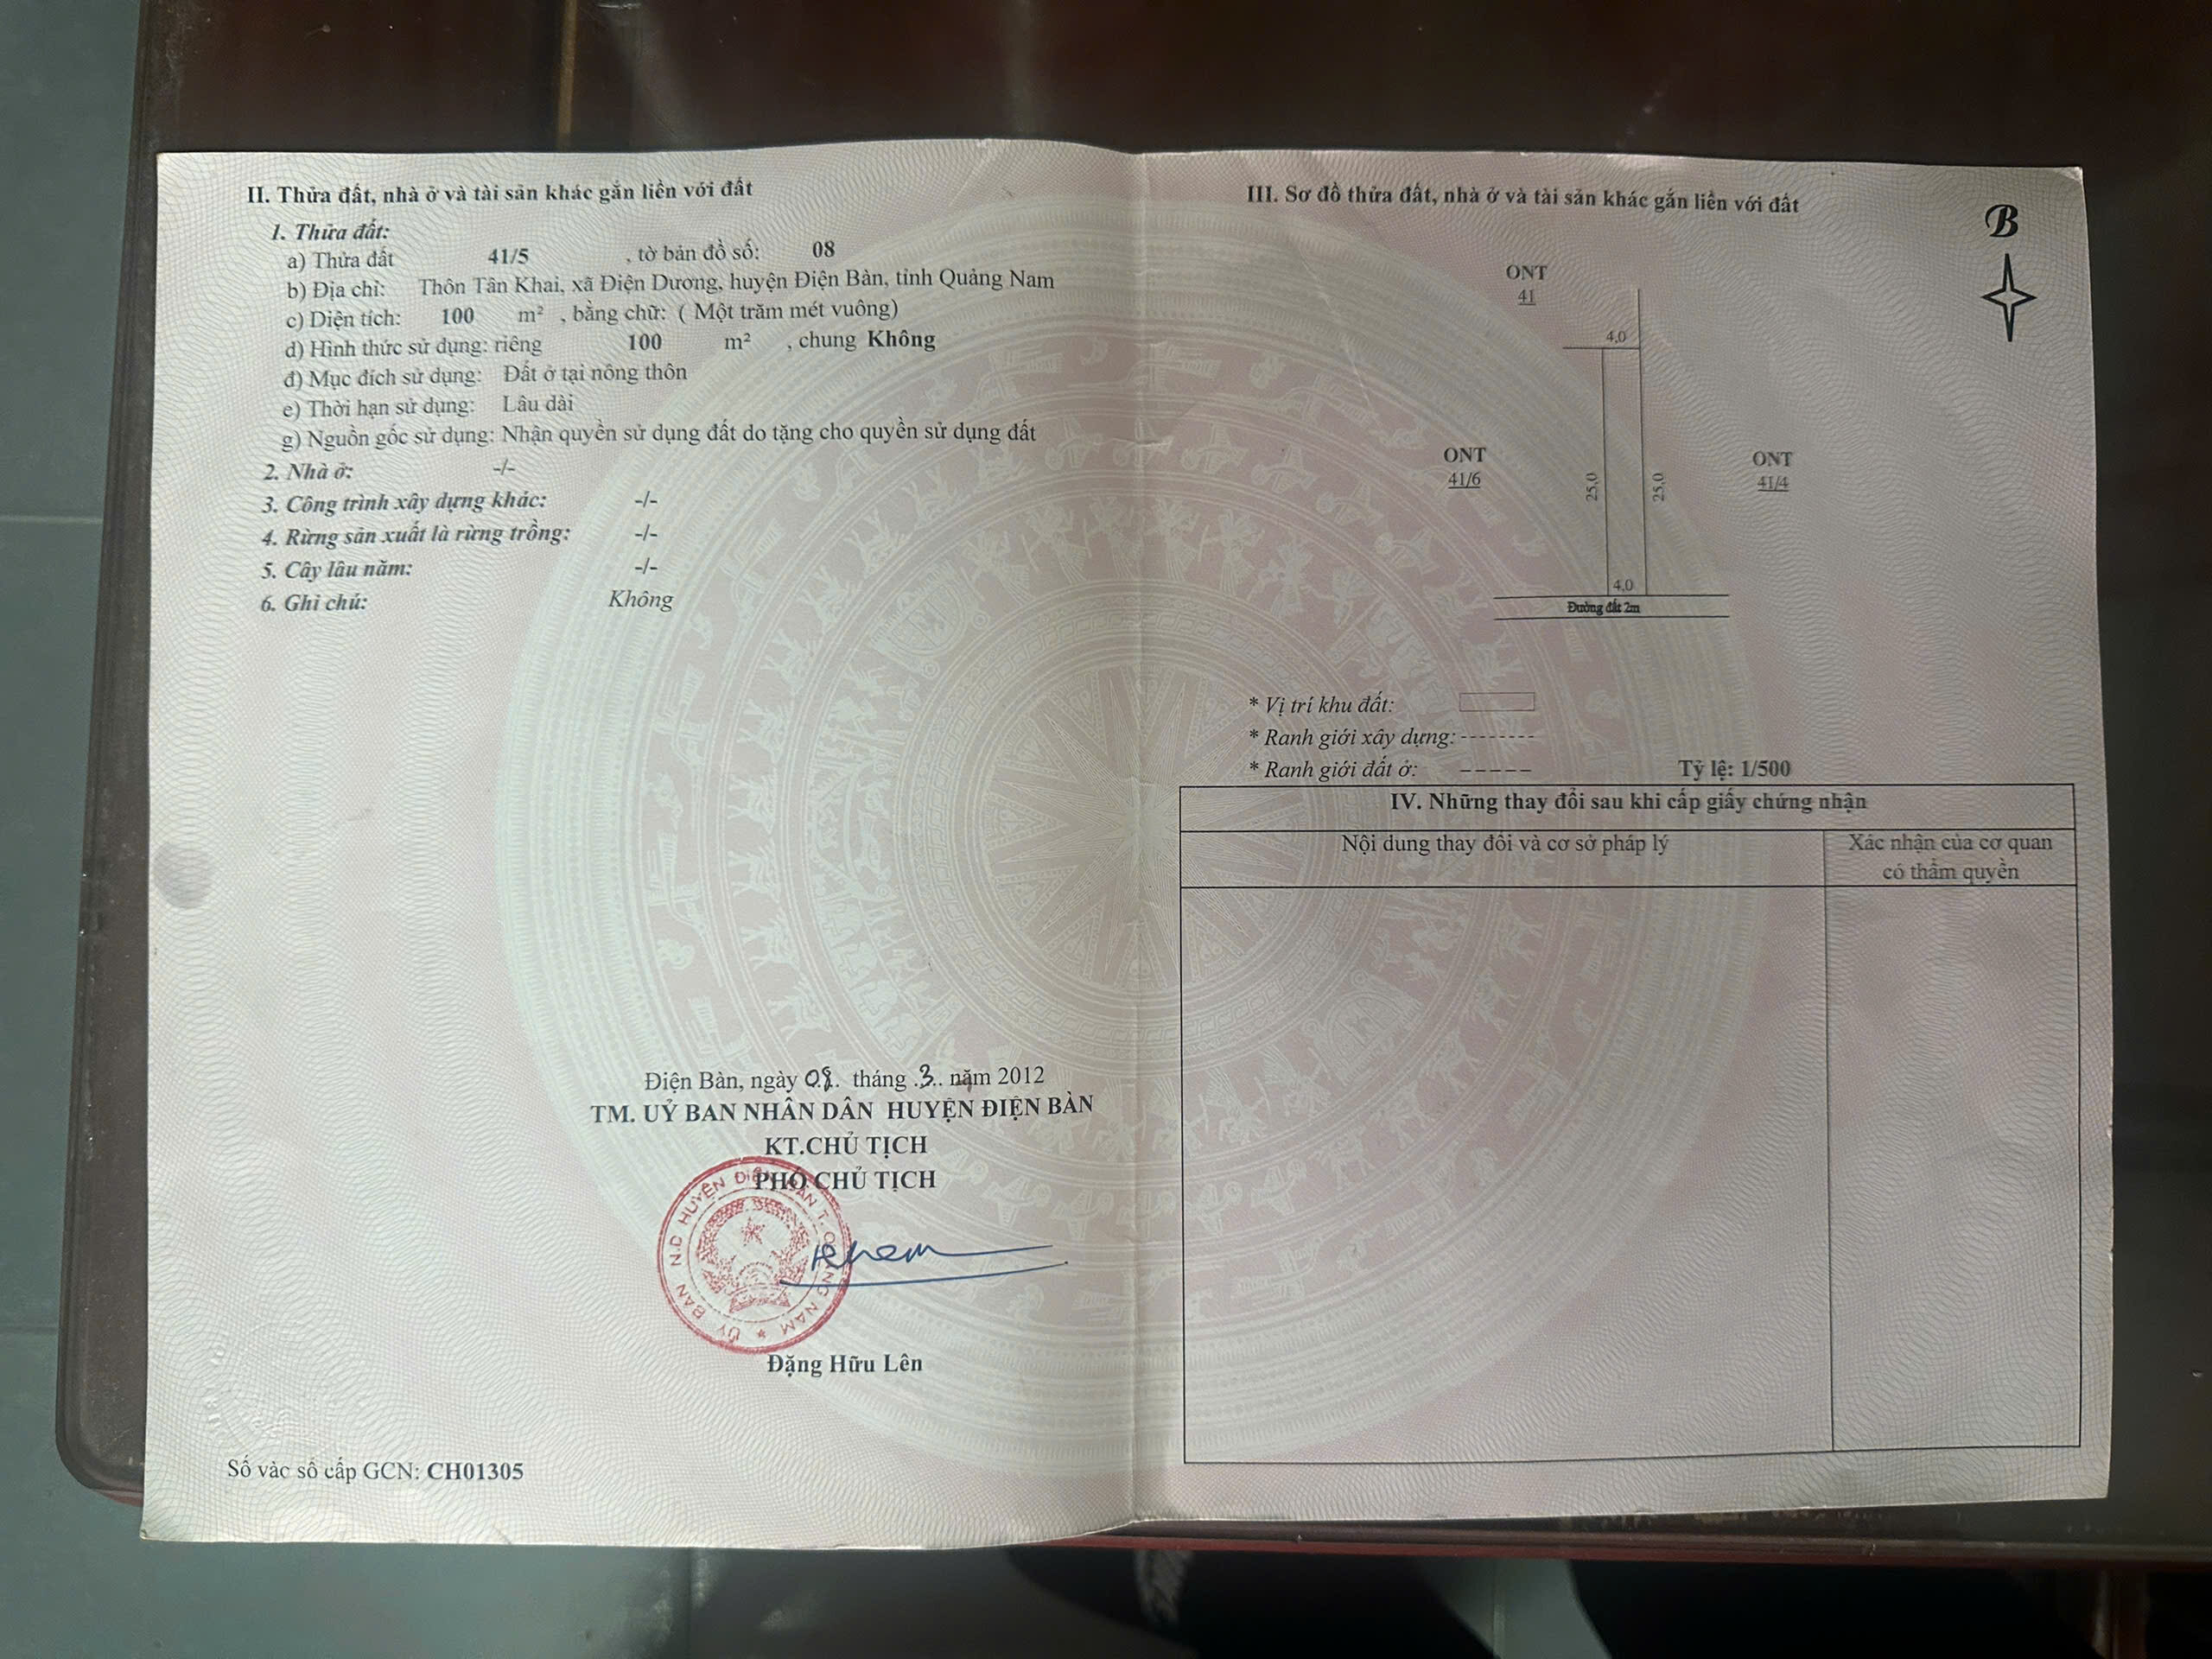 II. Thửa đất, nhà ở và tài sản khác gắn liền với đất
1. Thửa đất:
a) Thửa đất 41/5 , tờ bản đồ số: 08
b) Địa chỉ: Thôn Tân Khai, xã Điện Dương, huyện Điện Bàn, tỉnh Quảng Nam
c) Diện tích: 100 m² , bằng chữ: ( Một trăm mét vuông)
d) Hình thức sử dụng: riêng 100 m² , chung Không
đ) Mục đích sử dụng: Đất ở tại nông thôn
e) Thời hạn sử dụng: Lâu dài
g) Nguồn gốc sử dụng: Nhận quyền sử dụng đất do tặng cho quyền sử dụng đất
2. Nhà ở: -/-
3. Công trình xây dựng khác: -/-
4. Rừng sản xuất là rừng trồng: -/-
5. Cây lâu năm: -/-
6. Ghi chú: Không
Điện Bàn, ngày 08. tháng .3.. năm 2012
TM. UỶ BAN NHÂN DÂN HUYỆN ĐIỆN BÀN
KT.CHỦ TỊCH
PHÓ CHỦ TỊCH
ỦY BAN N.D HUYỆN ĐIỆN BÀN T. QUẢNG NAM
Đặng Hữu Lên
Số vàc số cấp GCN: CH01305
III. Sơ đồ thửa đất, nhà ở và tài sản khác gắn liền với đất
B
ONT
41
4,0
ONT
41/6
25,0
25,0
ONT
41/4
4,0
Đường đất 2m
* Vị trí khu đất:
* Ranh giới xây dựng:
* Ranh giới đất ở:
Tỷ lệ: 1/500
IV. Những thay đổi sau khi cấp giấy chứng nhận
Nội dung thay đổi và cơ sở pháp lý
Xác nhận của cơ quan
có thẩm quyền